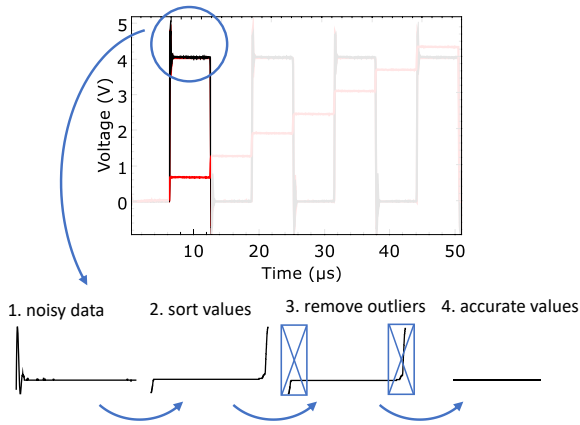 5
4
3
2
1
0
Voltage (V)
10 20 30 40 50
Time (μs)
1. noisy data 2. sort values 3. remove outliers 4. accurate values